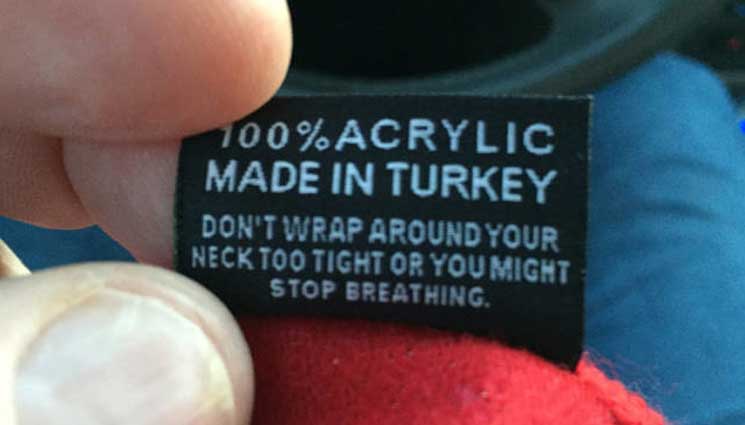 100% ACRYLIC
MADE IN TURKEY
DON'T WRAP AROUND YOUR
NECK TOO TIGHT OR YOU MIGHT
STOP BREATHING.